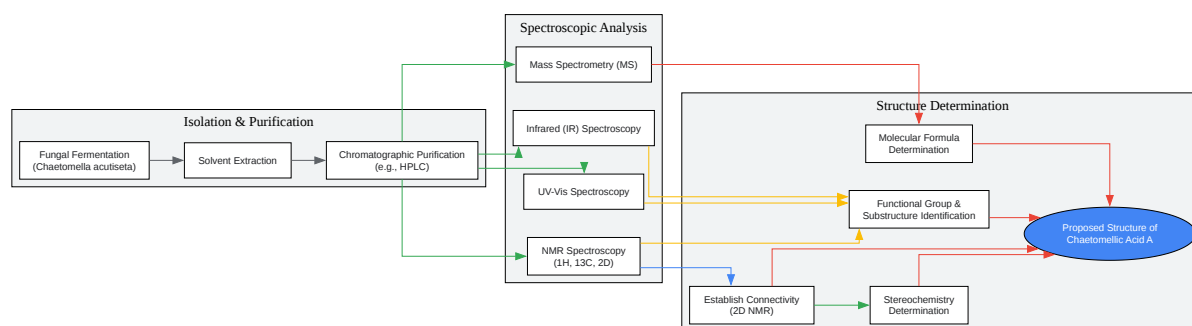 Isolation & Purification
Fungal Fermentation
(Chaetomella acutiseta)
Solvent Extraction
Chromatographic Purification
(e.g., HPLC)
Spectroscopic Analysis
Mass Spectrometry (MS)
Infrared (IR) Spectroscopy
UV-Vis Spectroscopy
NMR Spectroscopy
(1H, 13C, 2D)
Structure Determination
Molecular Formula
Determination
Functional Group &
Substructure Identification
Establish Connectivity
(2D NMR)
Stereochemistry
Determination
Proposed Structure of
Chaetomellic Acid A